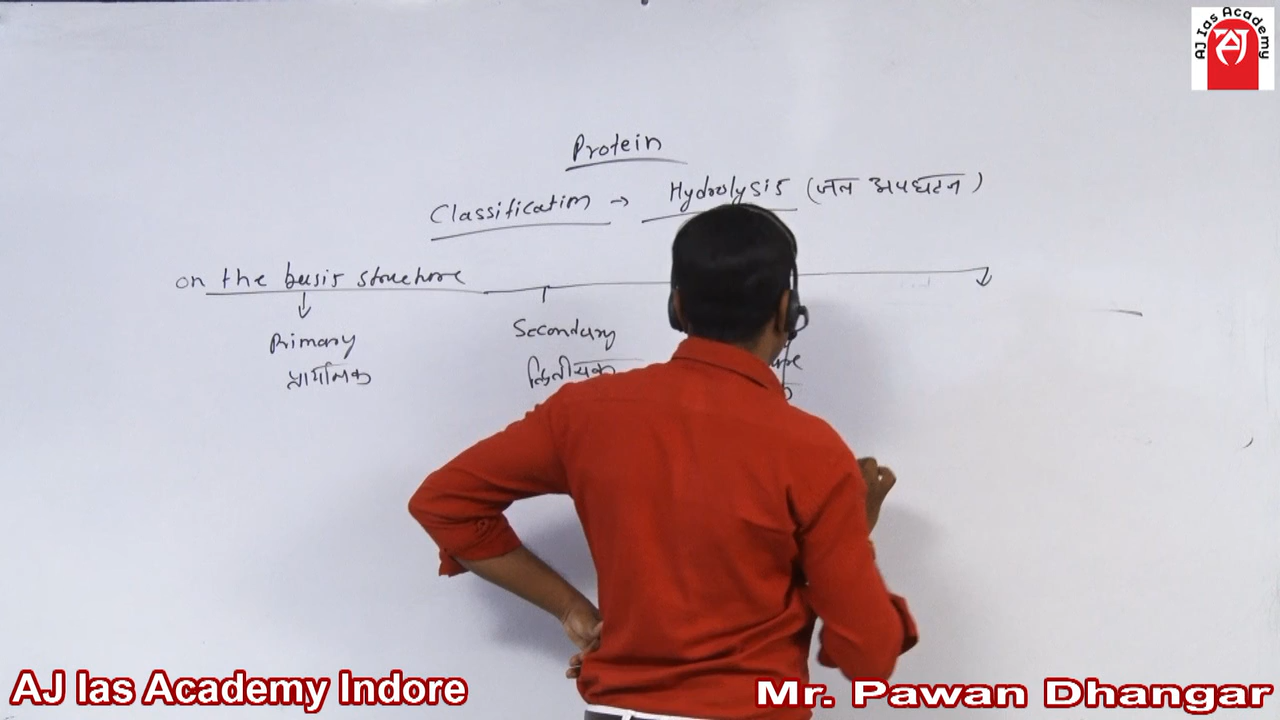 AJ Ias Academy
AJ
Protein
Classification → Hydrolysis (जल अपघटन)
on the basis structure
Primary
Secondary
प्राथमिक
द्वितीयक
AJ Ias Academy Indore
Mr. Pawan Dhangar